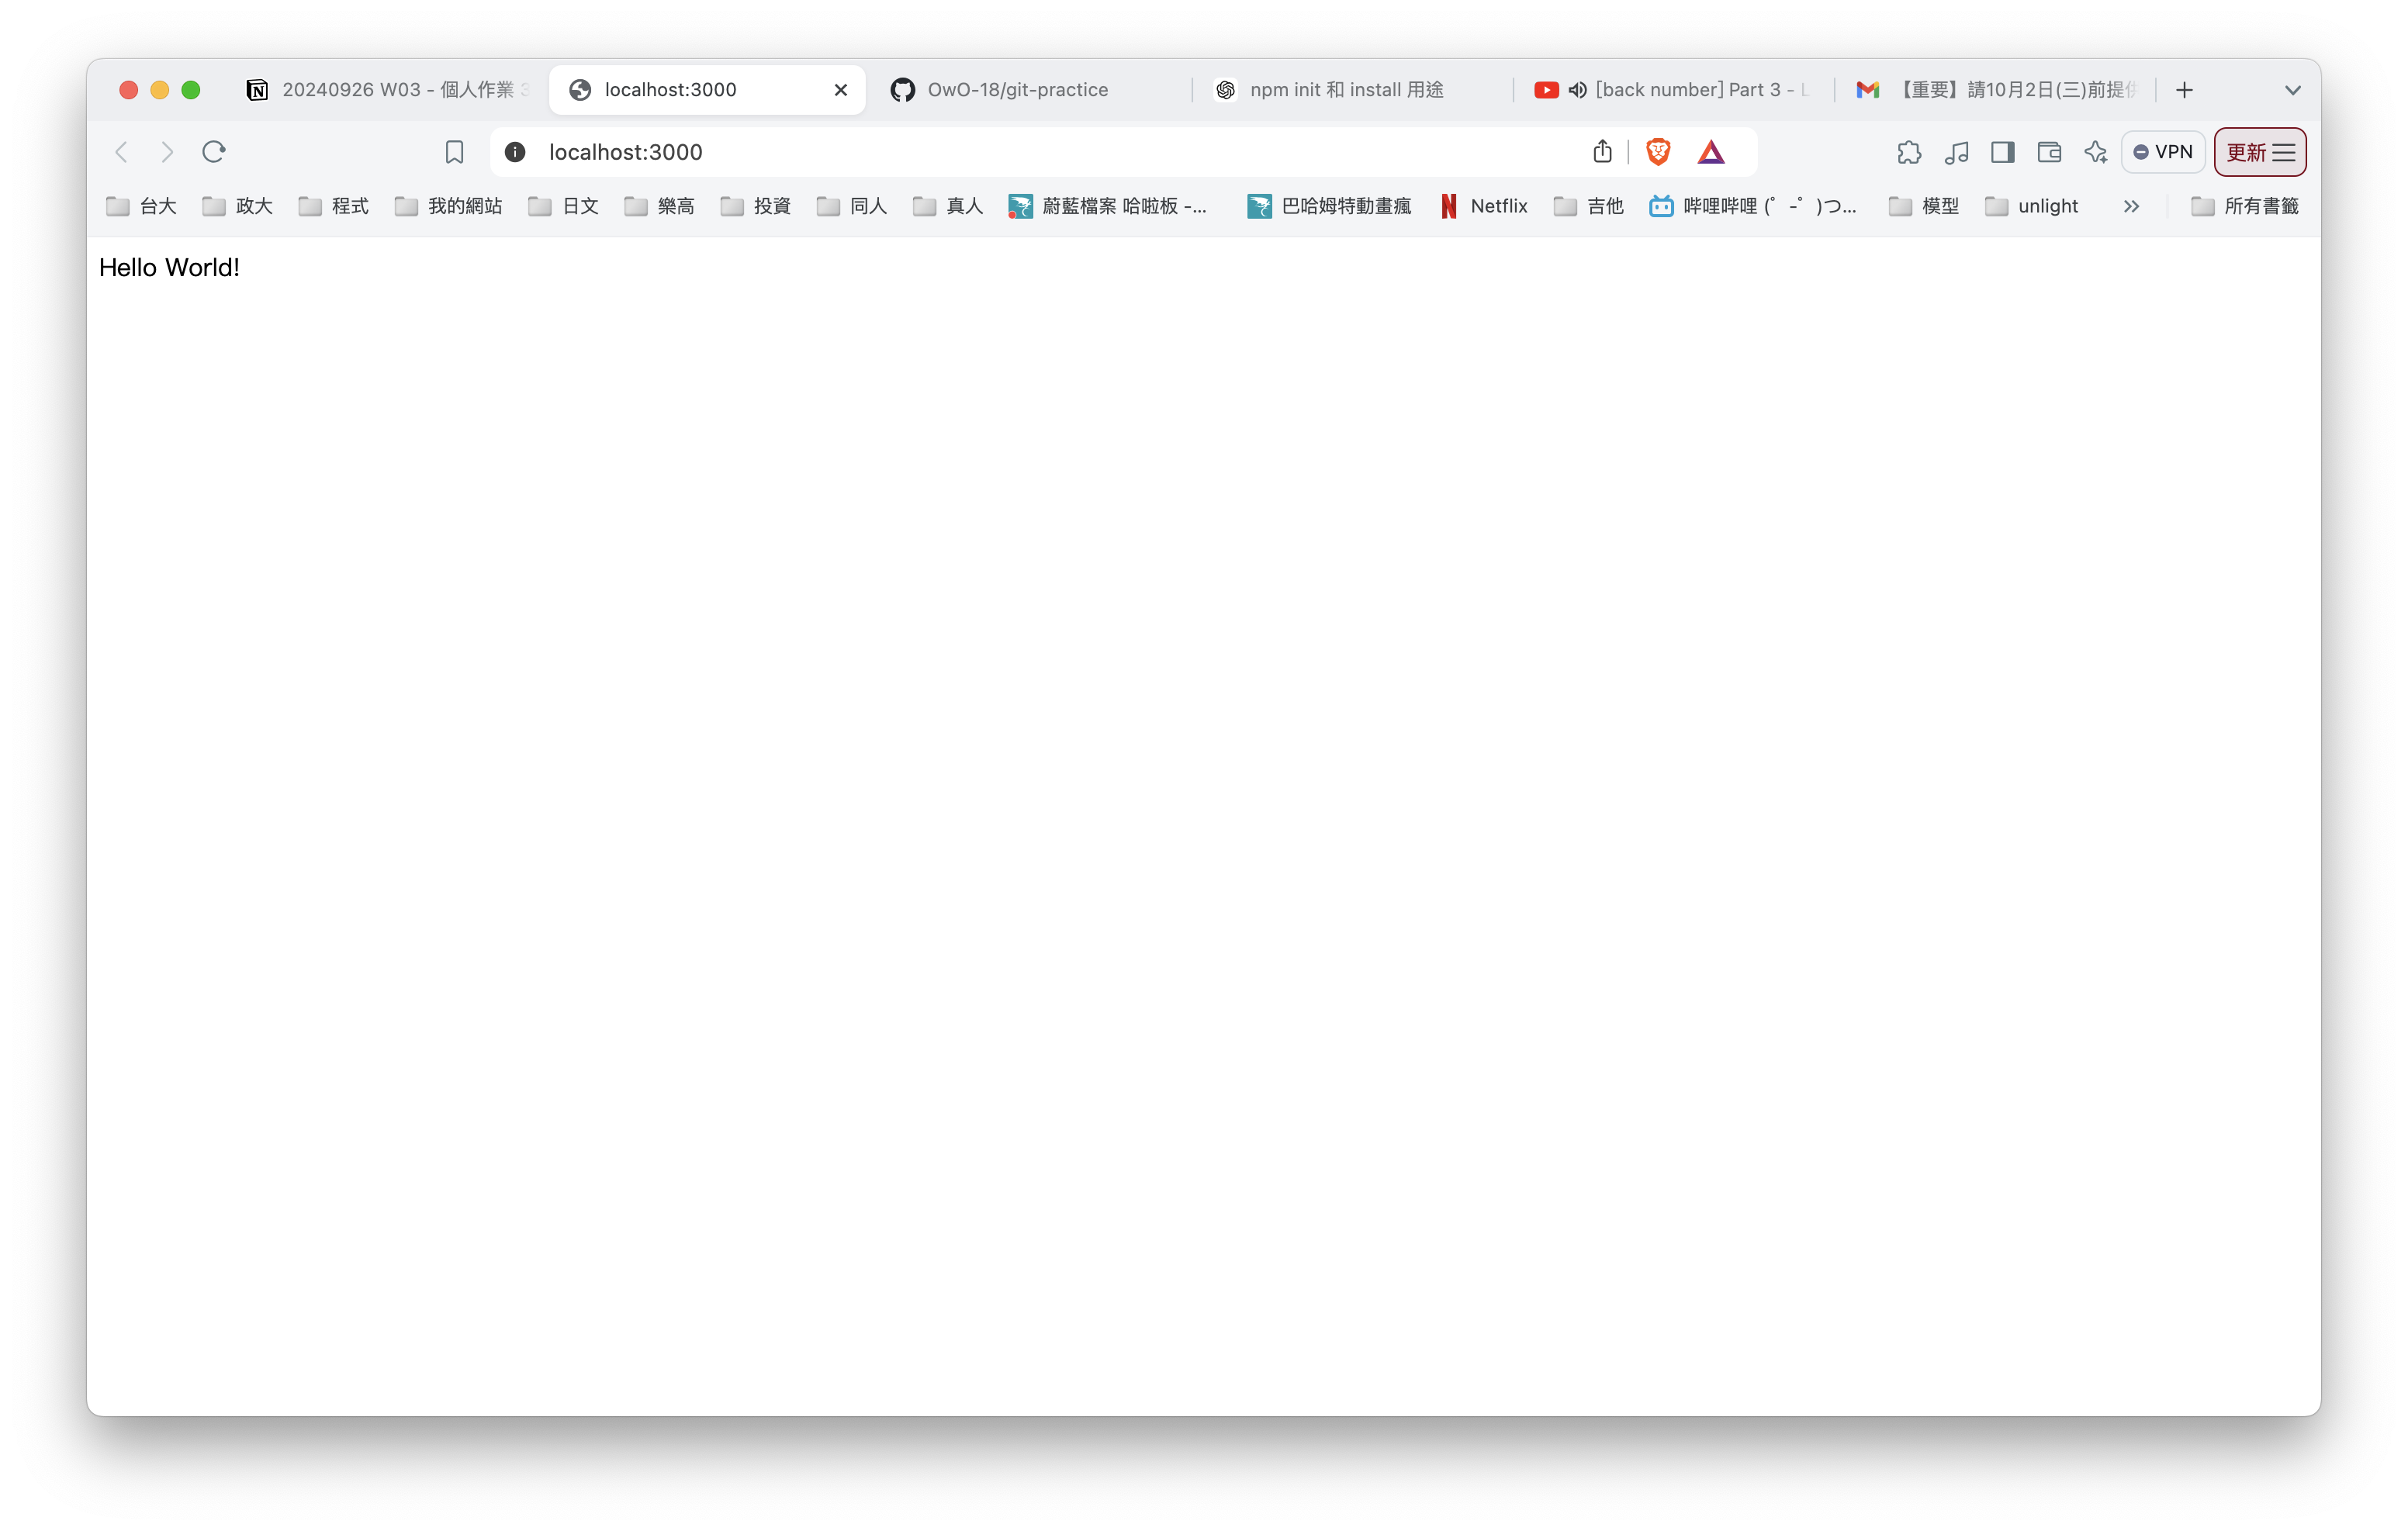 20240926 W03 - 個人作業 3
localhost:3000
OwO-18/git-practice
npm init 和 install 用途
[back number] Part 3 - L
【重要】請10月2日(三)前提供
localhost:3000
VPN
更新
台大
政大
程式
我的網站
日文
樂高
投資
同人
真人
蔚藍檔案 哈啦板 -...
巴哈姆特動畫瘋
Netflix
吉他
哔哩哔哩 (゜-゜)つ...
模型
unlight
所有書籤
Hello World!